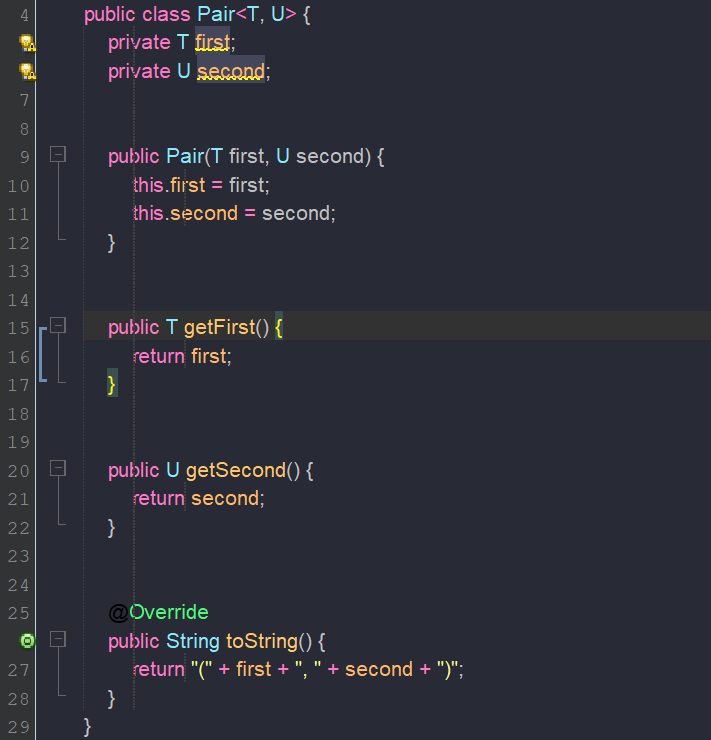 4 public class Pair<T, U> {
private T first;
private U second;
7
8
9 public Pair(T first, U second) {
10 this.first = first;
11 this.second = second;
12 }
13
14
15 public T getFirst() {
16 return first;
17 }
18
19
20 public U getSecond() {
21 return second;
22 }
23
24
25 @Override
public String toString() {
27 return "(" + first + ", " + second + ")";
28 }
29 }